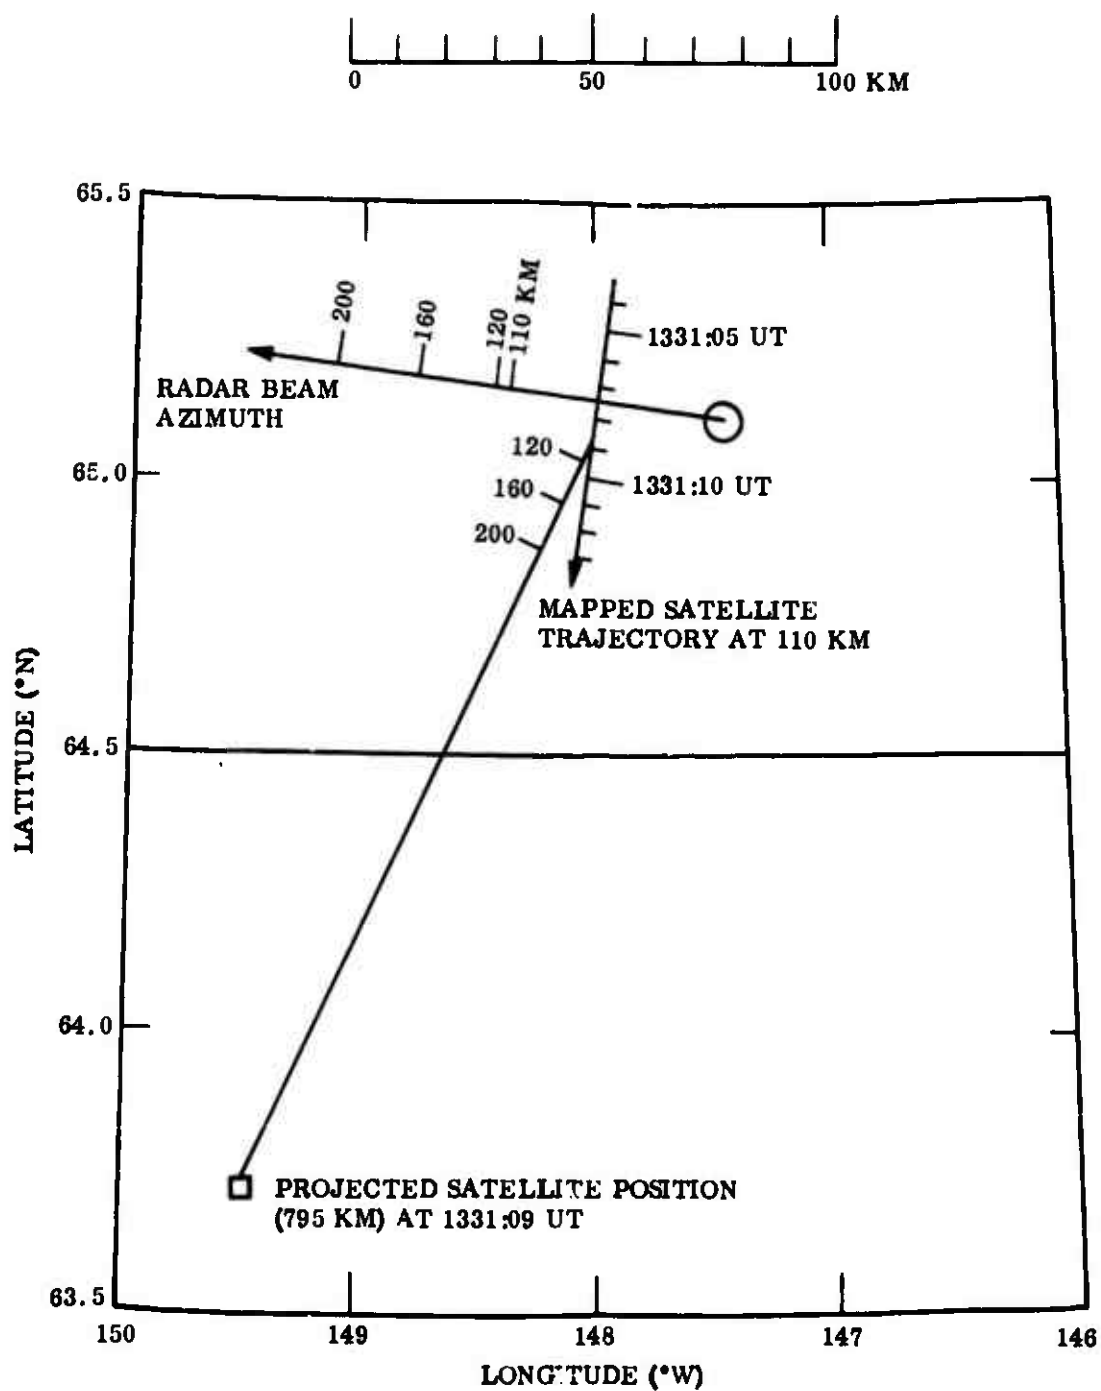 0 50 100 KM
65.5
200 160 120 110 KM
1331:05 UT
RADAR BEAM
AZIMUTH
120
65.0
160
1331:10 UT
200
MAPPED SATELLITE
TRAJECTORY AT 110 KM
LATITUDE (°N)
64.5
64.0
PROJECTED SATELLITE POSITION
(795 KM) AT 1331:09 UT
63.5
150 149 148 147 146
LONGITUDE (°W)